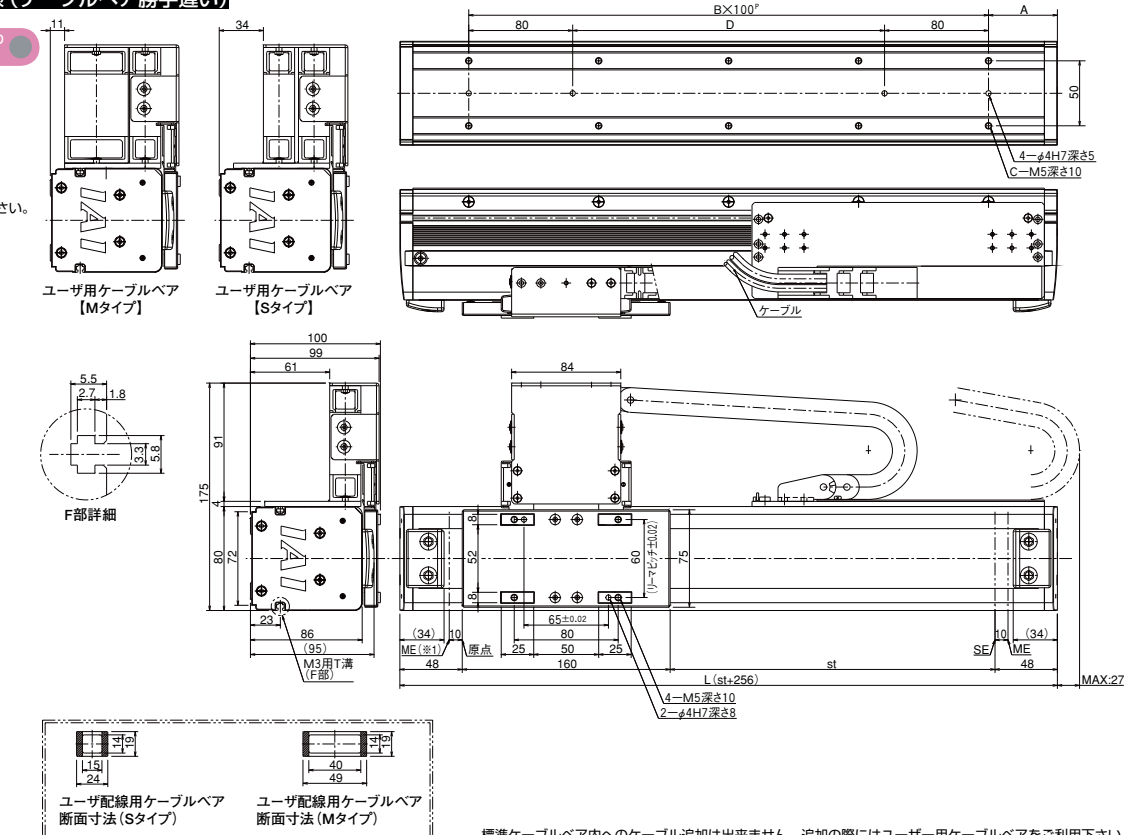 ケーブルベア勝手違い)
11
34
B×100P
A
80
D
80
50
4－φ4H7深さ5
C－M5深さ10
さい。
IAI
IAI
ユーザ用ケーブルベア
【Mタイプ】
ユーザ用ケーブルベア
【Sタイプ】
ケーブル
5.5
2.7
1.8
3.3
5.8
F部詳細
100
99
61
175
91
4
80
72
IAI
23
86
(95)
M3用T溝
(F部)
84
8
52
8
60
(リーマピッチ±0.02)
75
65±0.02
80
(34)
10
原点
25
50
25
ME(※1)
48
160
st
10
(34)
SE
ME
48
L(st+256)
MAX:27
4－M5深さ10
2－φ4H7深さ8
14
19
15
24
14
19
40
49
ユーザ配線用ケーブルベア
断面寸法(Sタイプ)
ユーザ配線用ケーブルベア
断面寸法(Mタイプ)
標準ケーブルベア内へのケーブル追加は出来ません。追加の際にはユーザー用ケーブルベアをご利用下さい